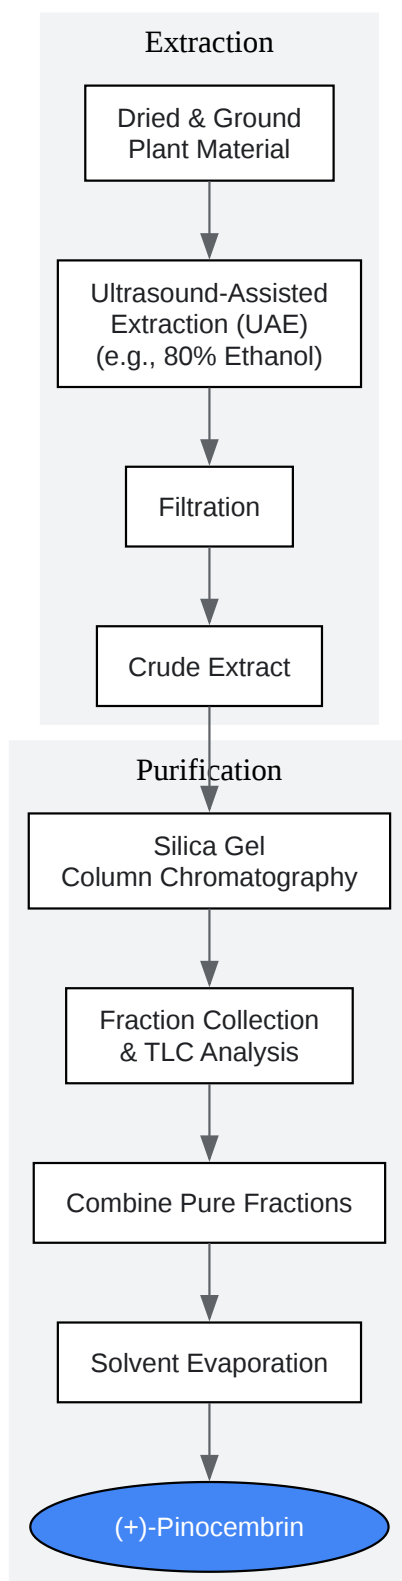 Extraction
Dried & Ground
Plant Material
Ultrasound-Assisted
Extraction (UAE)
(e.g., 80% Ethanol)
Filtration
Crude Extract
Purification
Silica Gel
Column Chromatography
Fraction Collection
& TLC Analysis
Combine Pure Fractions
Solvent Evaporation
(+)-Pinocembrin